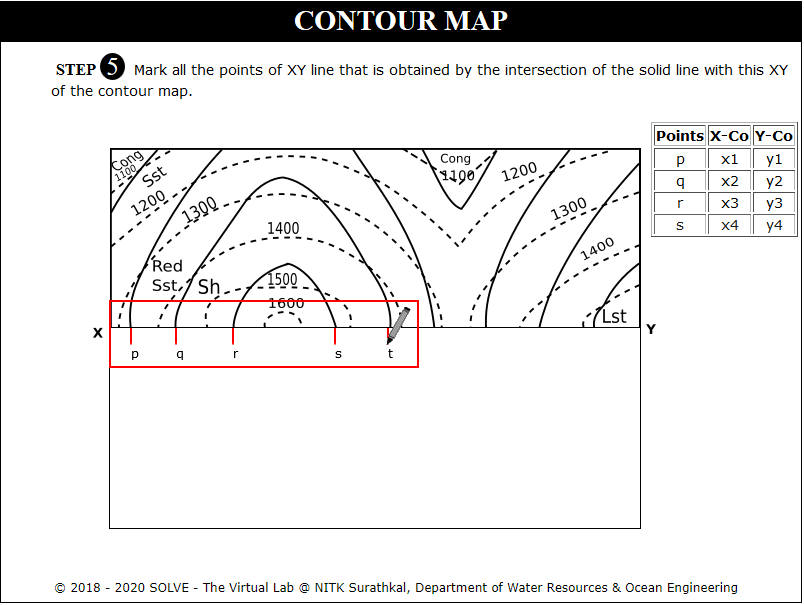 CONTOUR MAP
STEP 5 Mark all the points of XY line that is obtained by the intersection of the solid line with this XY
of the contour map.
Points X-Co Y-Co
p x1 y1
q x2 y2
r x3 y3
s x4 y4
Cong
1100
Sst
1200
1300
1400
Cong
1100
1200
1300
1400
Red
Sst.
Sh
1500
1600
Lst
X
Y
p q r s t
© 2018 - 2020 SOLVE - The Virtual Lab @ NITK Surathkal, Department of Water Resources & Ocean Engineering